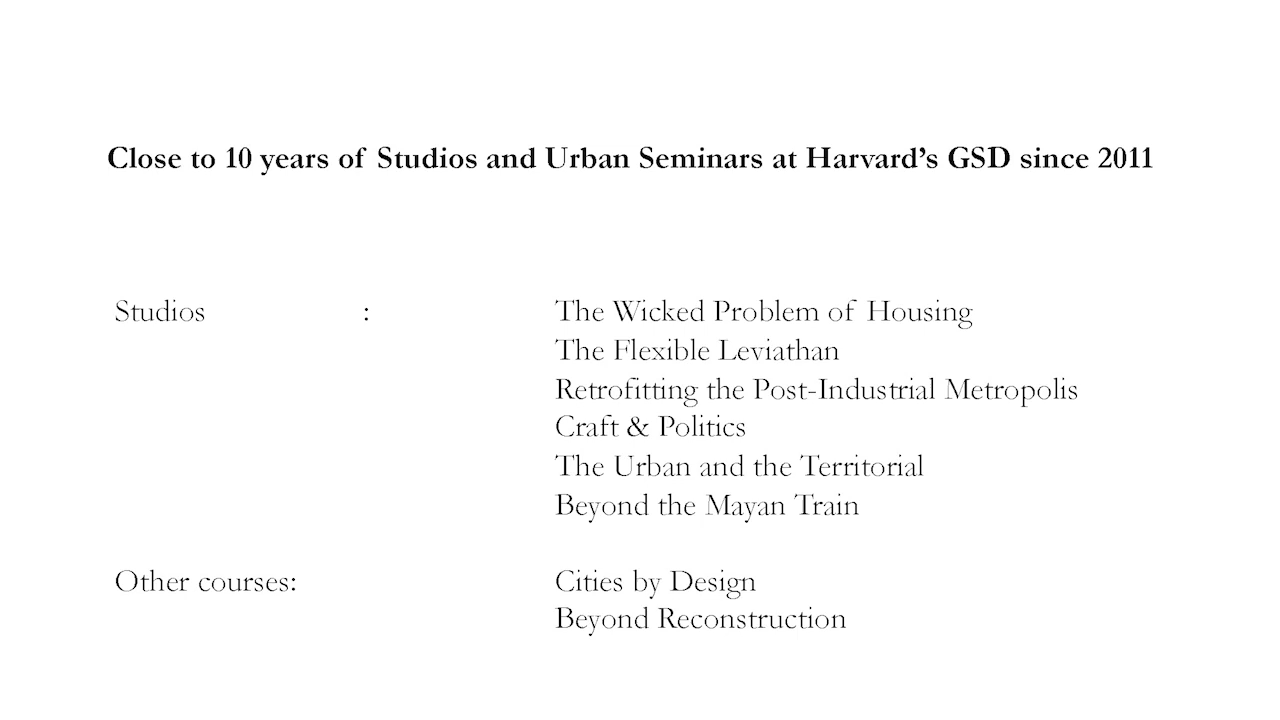 Close to 10 years of Studios and Urban Seminars at Harvard’s GSD since 2011
Studios : The Wicked Problem of Housing
The Flexible Leviathan
Retrofitting the Post-Industrial Metropolis
Craft & Politics
The Urban and the Territorial
Beyond the Mayan Train
Other courses: Cities by Design
Beyond Reconstruction